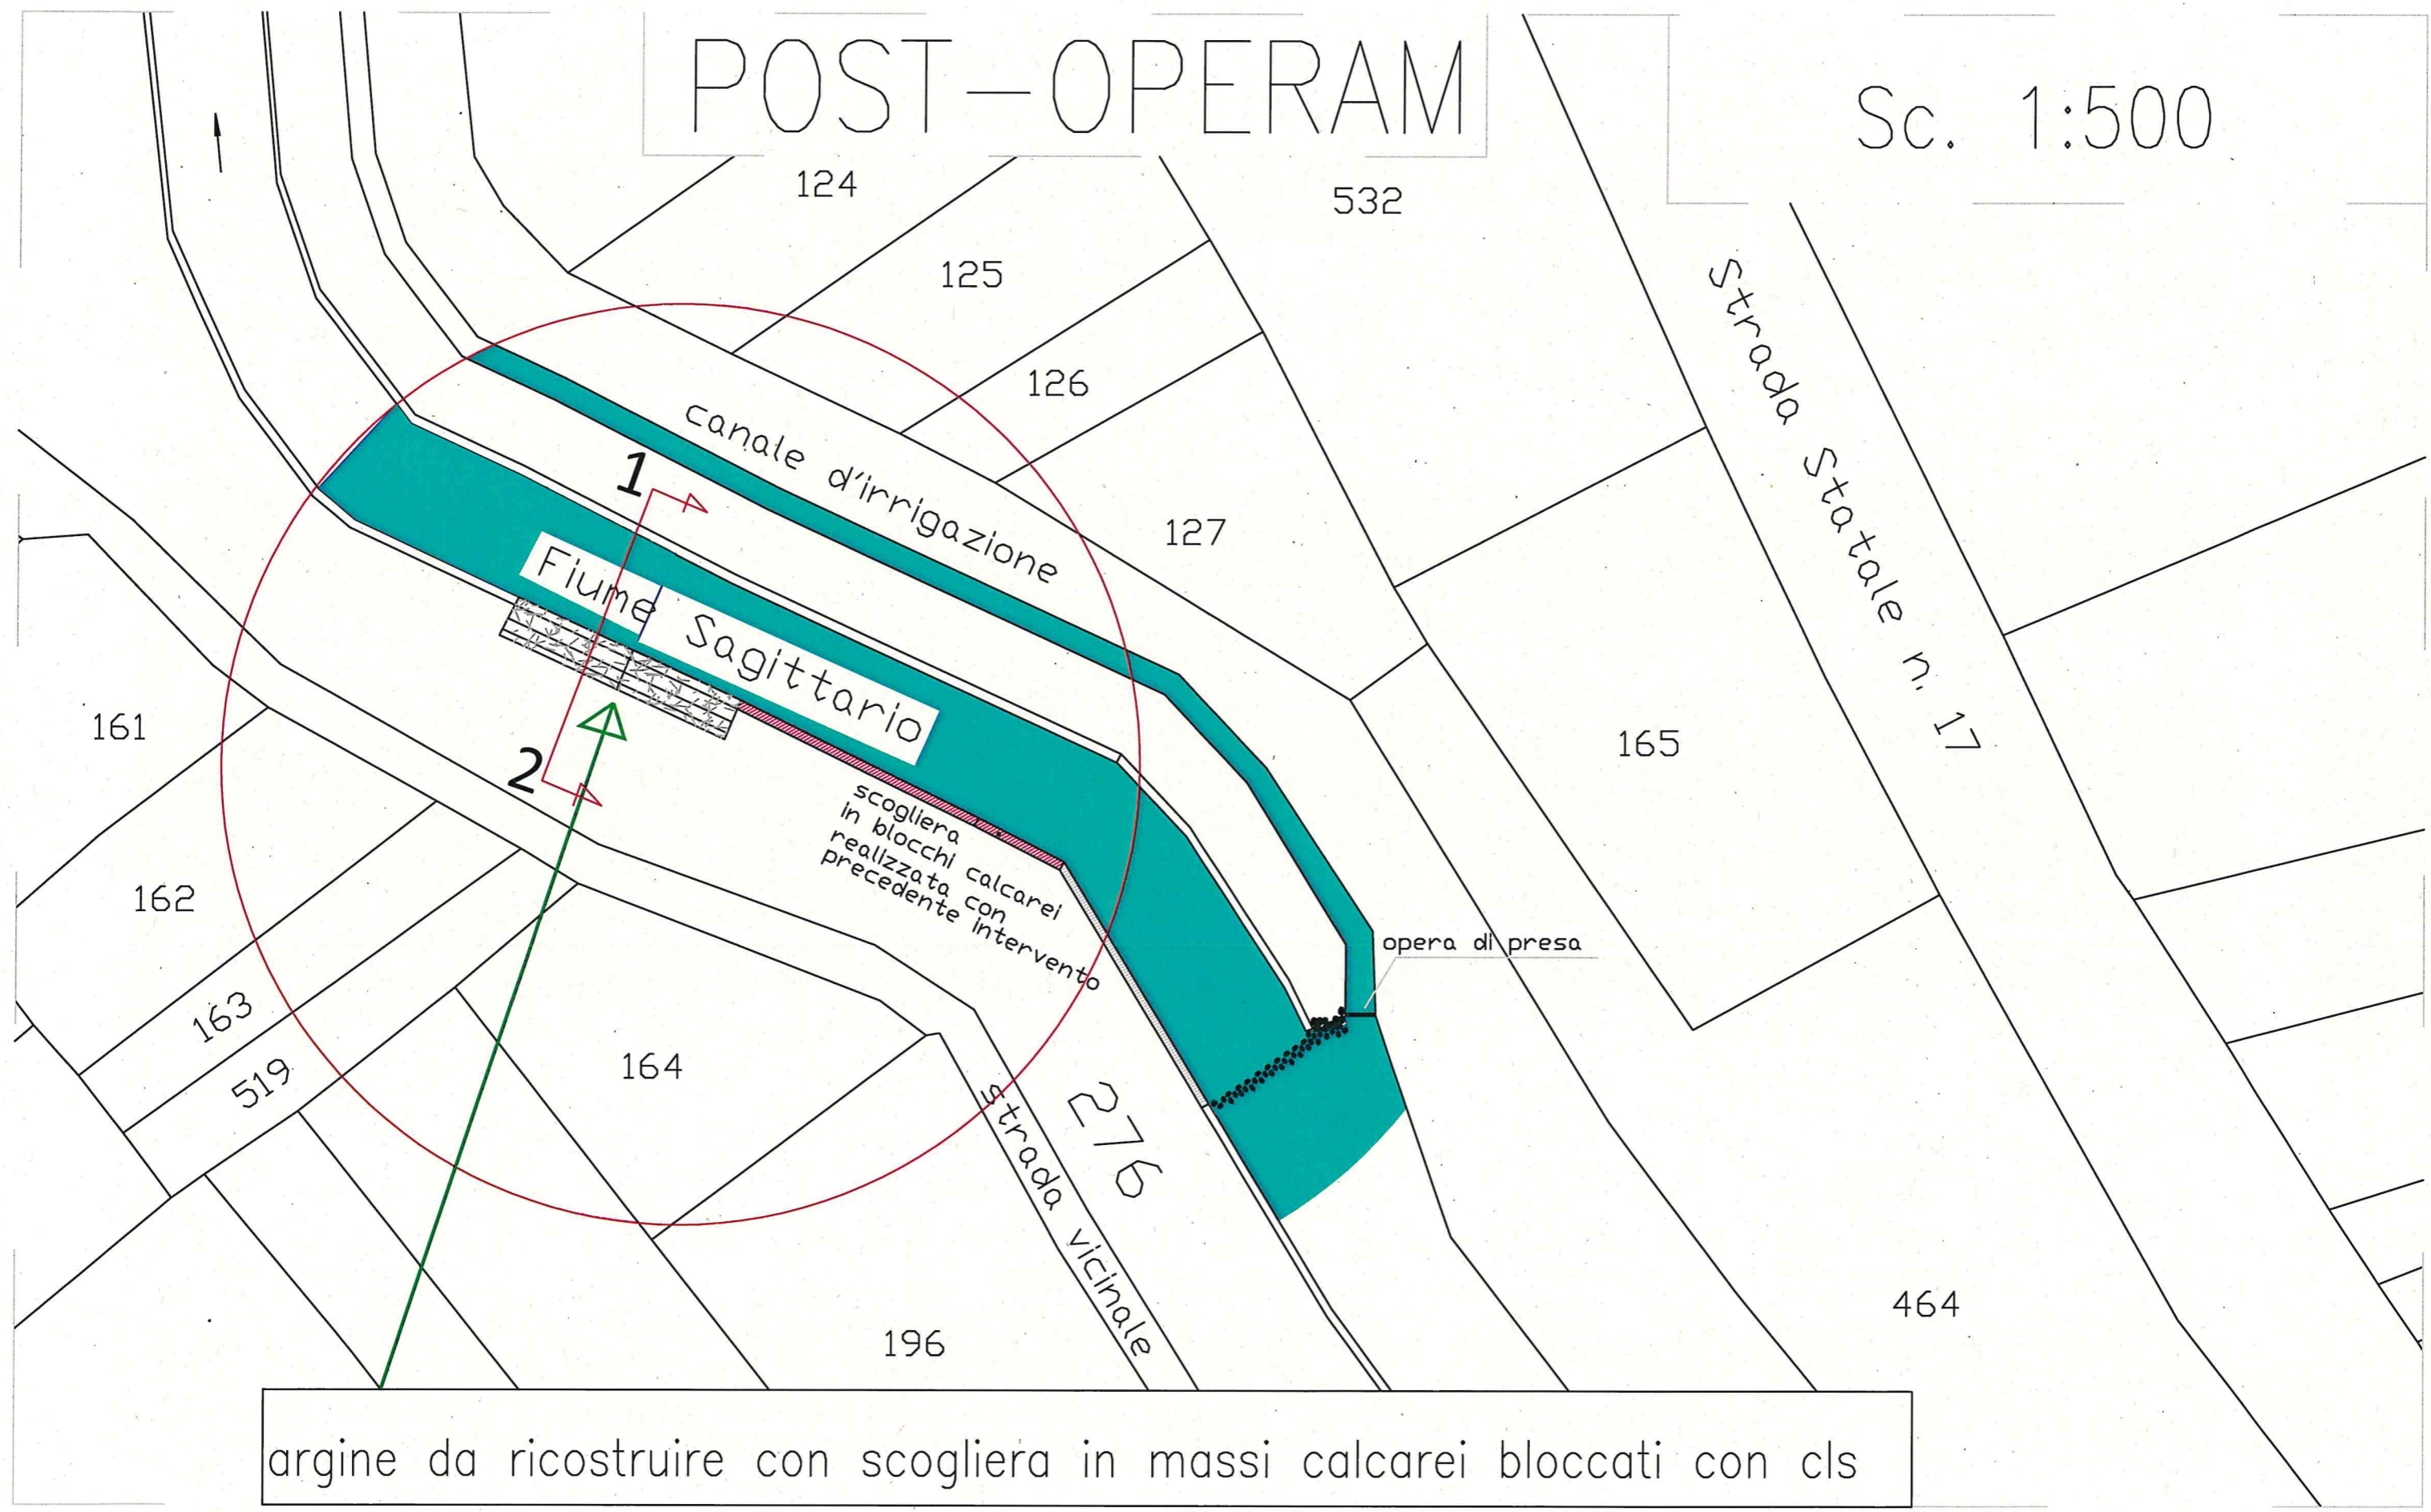 POST-OPERAM
Sc. 1:500
124
532
125
126
127
canale d'irrigazione
Strada Statale n. 17
1
Fiume
Sagittario
2
161
165
scogliera
in blocchi calcarei
realizzata con
precedente intervento
162
opera di presa
163
519
164
276
strada vicinale
196
464
argine da ricostruire con scogliera in massi calcarei bloccati con cls